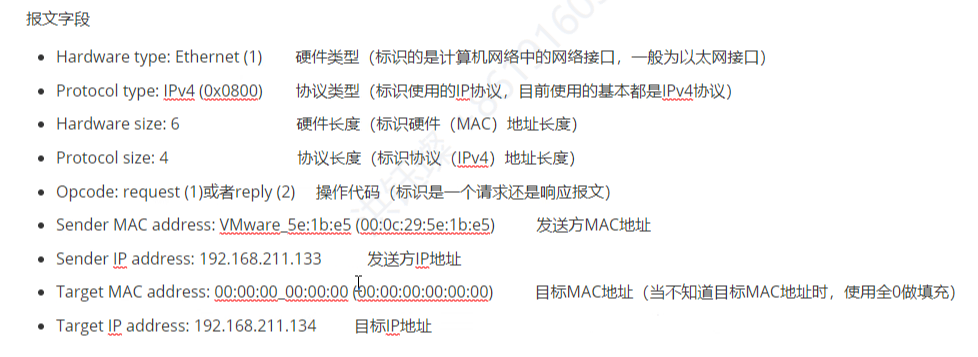 报文字段
Hardware type: Ethernet (1) 硬件类型（标识的是计算机网络中的网络接口，一般为以太网接口）
Protocol type: IPv4 (0x0800) 协议类型（标识使用的IP协议，目前使用的基本都是IPv4协议）
Hardware size: 6 硬件长度（标识硬件（MAC）地址长度）
Protocol size: 4 协议长度（标识协议（IPv4）地址长度）
Opcode: request (1)或者reply (2) 操作代码（标识是一个请求还是响应报文）
Sender MAC address: VMware_5e:1b:e5 (00:0c:29:5e:1b:e5) 发送方MAC地址
Sender IP address: 192.168.211.133 发送方IP地址
Target MAC address: 00:00:00_00:00:00 (00:00:00:00:00:00) 目标MAC地址（当不知道目标MAC地址时，使用全0做填充）
Target IP address: 192.168.211.134 目标IP地址